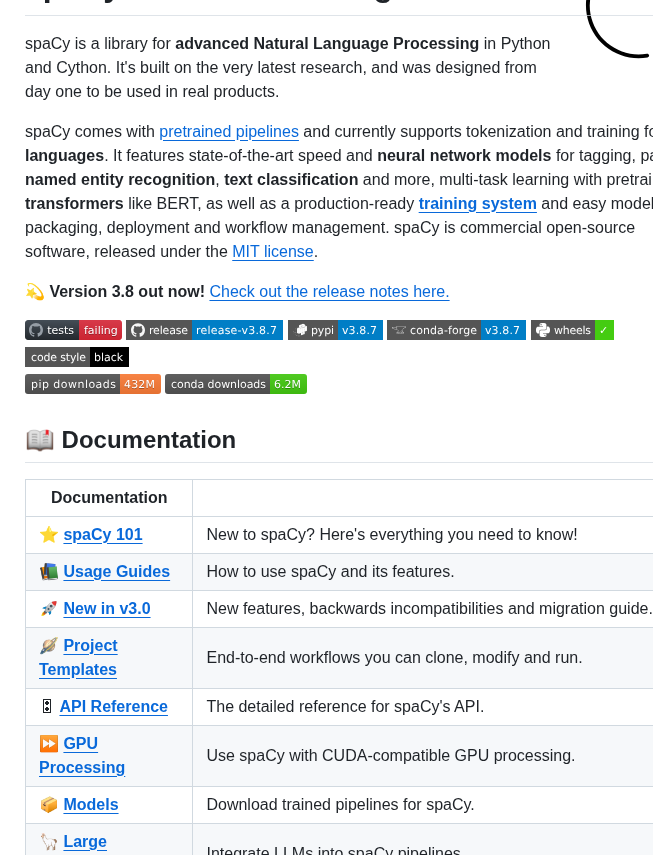 spaCy is a library for advanced Natural Language Processing in Python
and Cython. It's built on the very latest research, and was designed from
day one to be used in real products.
spaCy comes with pretrained pipelines and currently supports tokenization and training
languages. It features state-of-the-art speed and neural network models for tagging,
named entity recognition, text classification and more, multi-task learning with
transformers like BERT, as well as a production-ready training system and easy model
packaging, deployment and workflow management. spaCy is commercial open-source
software, released under the MIT license.
💫 Version 3.8 out now! Check out the release notes here.
tests failing release release-v3.8.7 pypi v3.8.7 conda-forge v3.8.7 wheels ✓
code style black
pip downloads 432M conda downloads 6.2M
📖 Documentation
Documentation
⭐ spaCy 101 New to spaCy? Here's everything you need to know!
📚 Usage Guides How to use spaCy and its features.
🚀 New in v3.0 New features, backwards incompatibilities and migration guide.
🪐 Project
Templates End-to-end workflows you can clone, modify and run.
🎛 API Reference The detailed reference for spaCy's API.
⏩ GPU
Processing Use spaCy with CUDA-compatible GPU processing.
📦 Models Download trained pipelines for spaCy.
🦙 Large
Integrate LLMs into spaCy pipelines